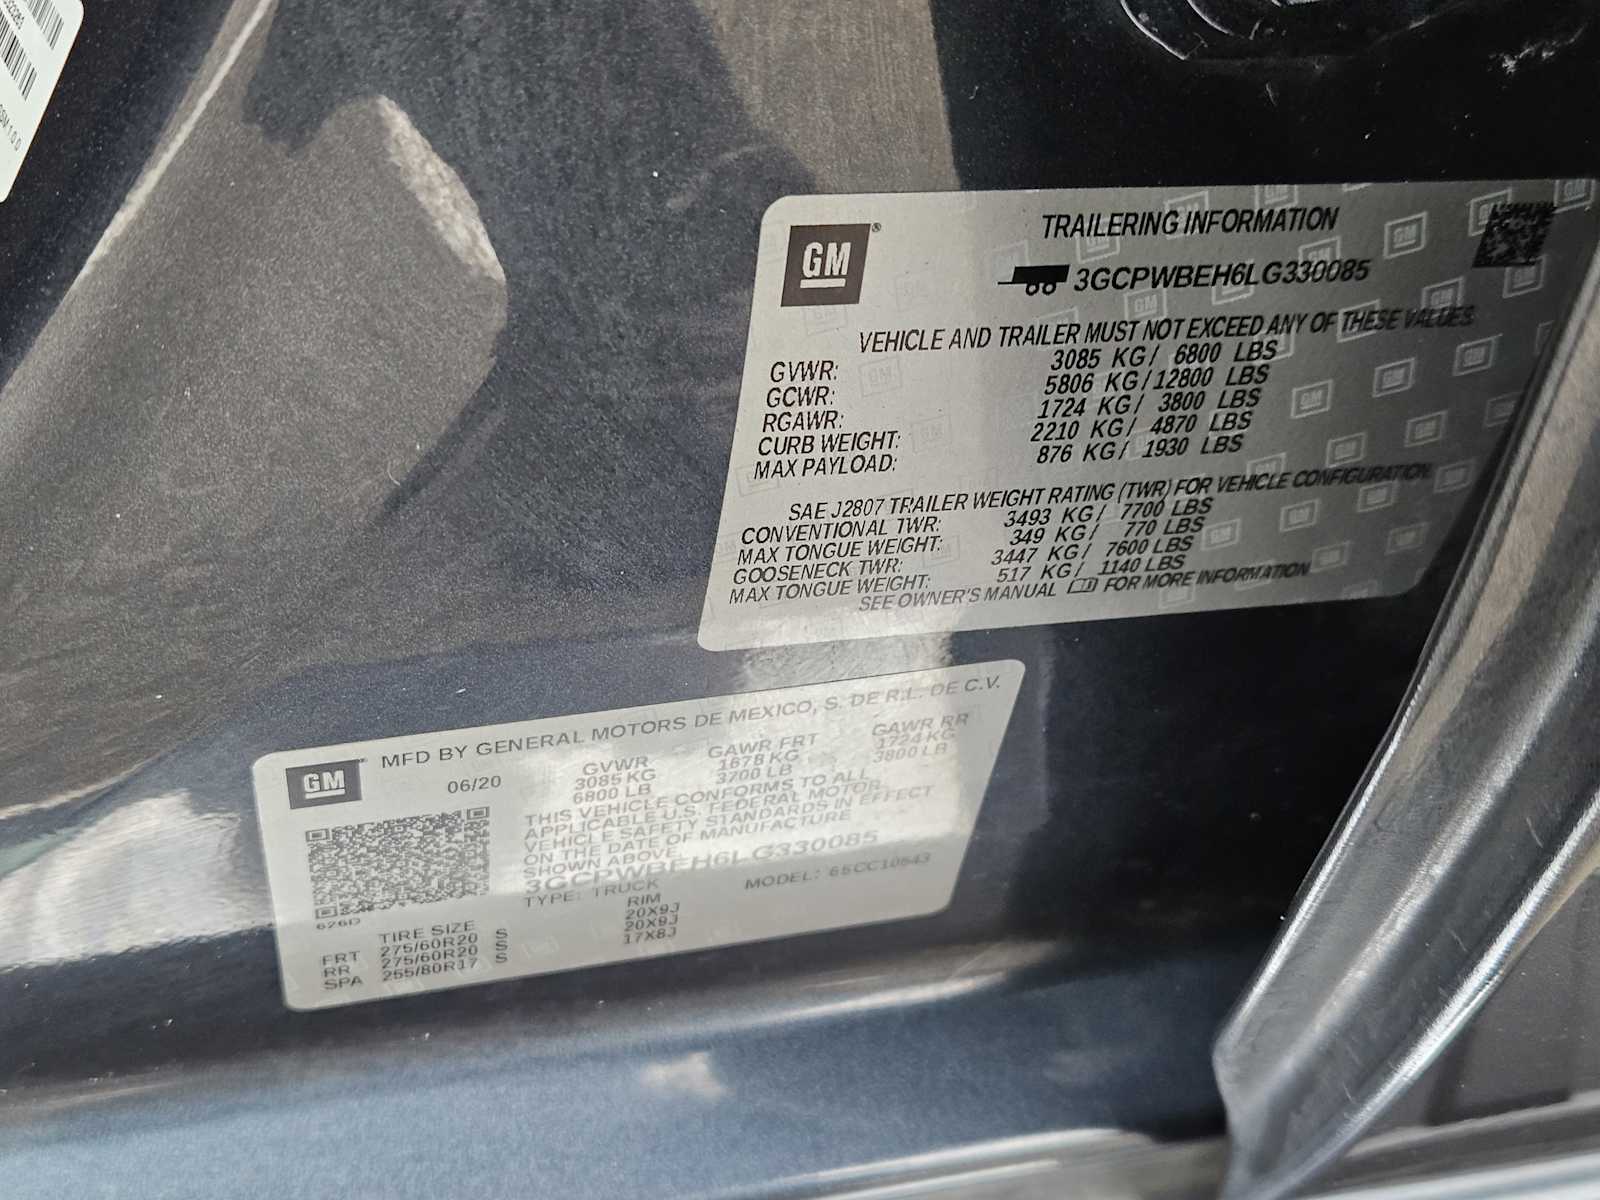 GM
TRAILERING INFORMATION
3GCPWBEH6LG330085
VEHICLE AND TRAILER MUST NOT EXCEED ANY OF THESE VALUES.
GVWR: 3085 KG / 6800 LBS
GCWR: 5806 KG / 12800 LBS
RGAWR: 1724 KG / 3800 LBS
CURB WEIGHT: 2210 KG / 4870 LBS
MAX PAYLOAD: 876 KG / 1930 LBS
SAE J2807 TRAILER WEIGHT RATING (TWR) FOR VEHICLE CONFIGURATION.
CONVENTIONAL TWR: 3493 KG / 7700 LBS
MAX TONGUE WEIGHT: 349 KG / 770 LBS
GOOSENECK TWR: 3447 KG / 7600 LBS
MAX TONGUE WEIGHT: 517 KG / 1140 LBS
SEE OWNER'S MANUAL FOR MORE INFORMATION
GM
MFD BY GENERAL MOTORS DE MEXICO, S. DE R.L. DE C.V.
06/20 GVWR GAWR FRT GAWR RR
3085 KG 1678 KG 1724 KG
6800 LB 3700 LB 3800 LB
THIS VEHICLE CONFORMS TO ALL
APPLICABLE U.S. FEDERAL MOTOR
VEHICLE SAFETY STANDARDS IN EFFECT
ON THE DATE OF MANUFACTURE
SHOWN ABOVE
3GCPWBEH6LG330085
TYPE: TRUCK MODEL: 65CC10543
676D
TIRE SIZE RIM
FRT 275/60R20 S 20X9J
RR 275/60R20 S 20X9J
SPA 255/80R17 S 17X8J